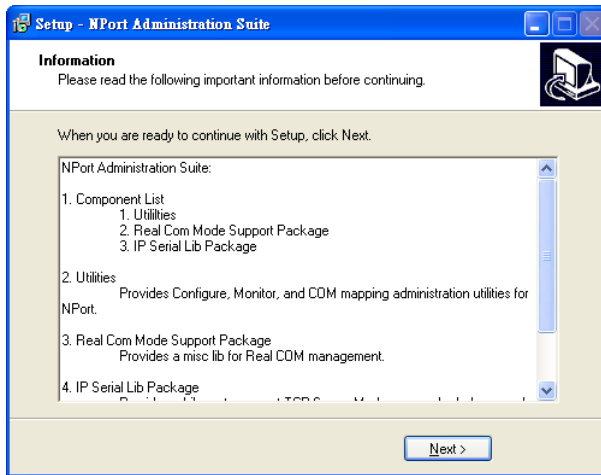 Setup - NPort Administration Suite
Information
Please read the following important information before continuing.
When you are ready to continue with Setup, click Next.
NPort Administration Suite:
1. Component List
1. Utililties
2. Real Com Mode Support Package
3. IP Serial Lib Package
2. Utilities
Provides Configure, Monitor, and COM mapping administration utilities for
NPort.
3. Real Com Mode Support Package
Provides a misc lib for Real COM management.
4. IP Serial Lib Package
Next >